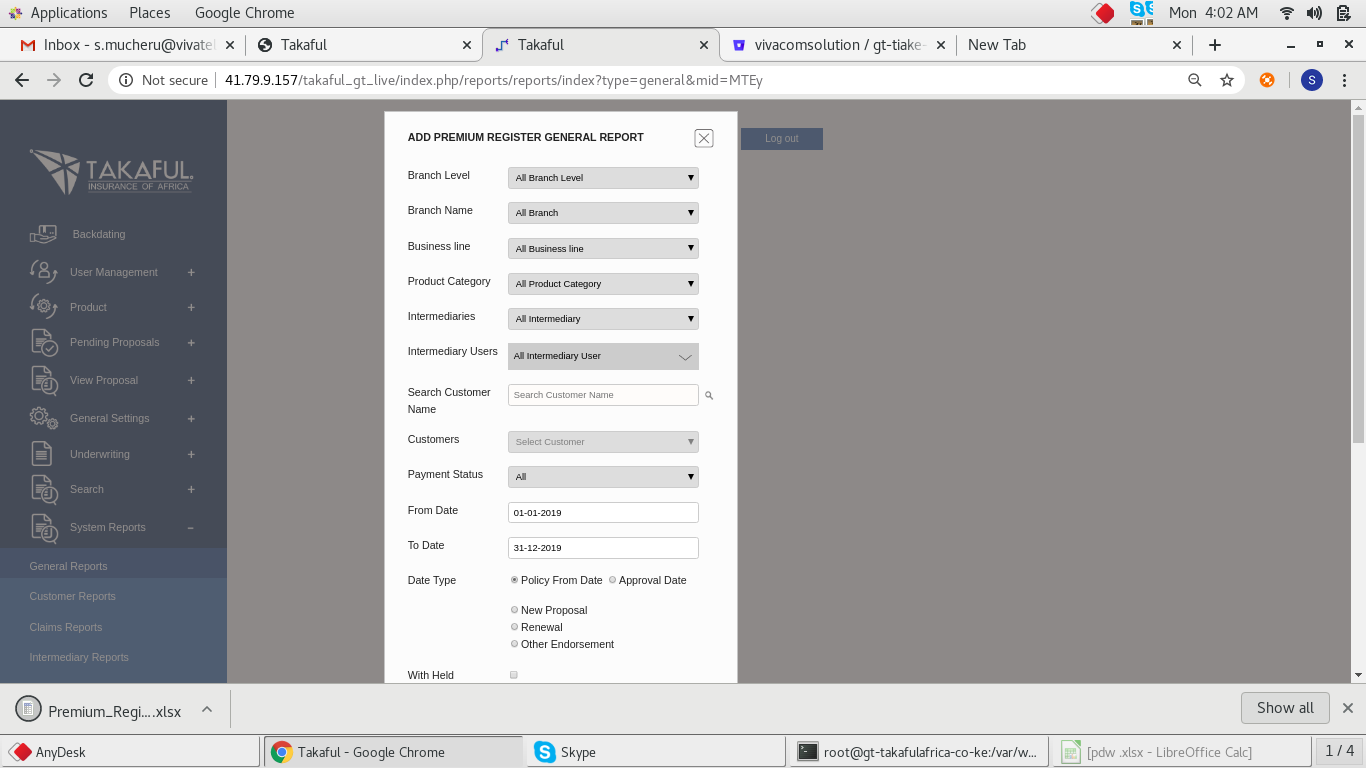 Applications Places Google Chrome Mon 4:02 AM
Inbox - s.mucheru@vivate Takaful Takaful vivacomsolution / gt-tiake- New Tab
Not secure 41.79.9.157/takaful_gt_live/index.php/reports/reports/index?type=general&mid=MTEy S
ADD PREMIUM REGISTER GENERAL REPORT
Log out
TAKAFUL.
INSURANCE OF AFRICA
Backdating
User Management +
Product +
Pending Proposals +
View Proposal +
General Settings +
Underwriting +
Search +
System Reports –
General Reports
Customer Reports
Claims Reports
Intermediary Reports
Branch Level All Branch Level
Branch Name All Branch
Business line All Business line
Product Category All Product Category
Intermediaries All Intermediary
Intermediary Users All Intermediary User
Search Customer Name Search Customer Name
Customers Select Customer
Payment Status All
From Date 01-01-2019
To Date 31-12-2019
Date Type Policy From Date Approval Date
New Proposal
Renewal
Other Endorsement
With Held
Premium_Regi....xlsx Show all
AnyDesk Takaful - Google Chrome Skype root@gt-takafulafrica-co-ke:/var/w... [pdw .xlsx - LibreOffice Calc] 1 / 4